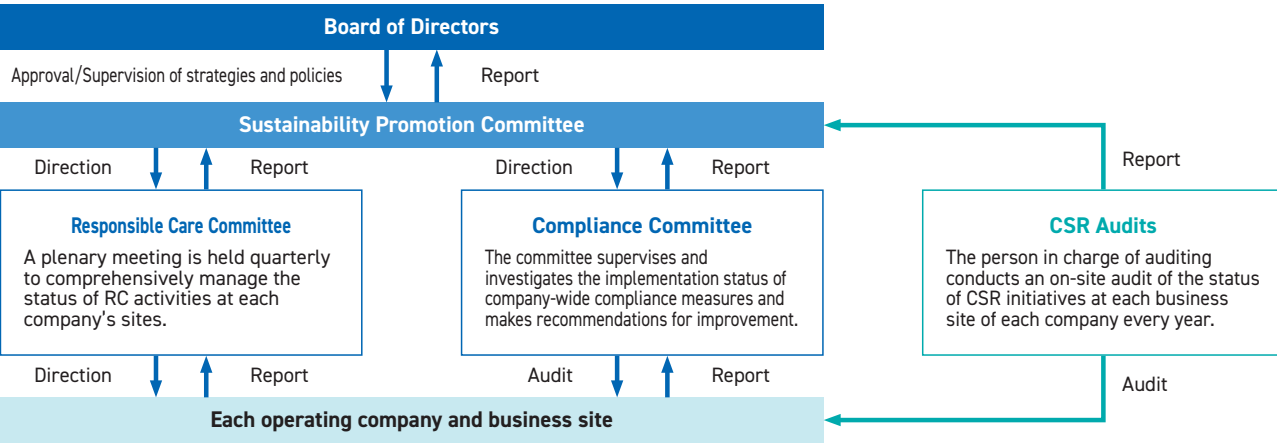 Board of Directors
Approval/Supervision of strategies and policies
Report
Sustainability Promotion Committee
Direction
Report
Direction
Report
Report
Responsible Care Committee
A plenary meeting is held quarterly
to comprehensively manage the
status of RC activities at each
company's sites.
Compliance Committee
The committee supervises and
investigates the implementation status of
company-wide compliance measures and
makes recommendations for improvement.
CSR Audits
The person in charge of auditing
conducts an on-site audit of the status
of CSR initiatives at each business
site of each company every year.
Direction
Report
Audit
Report
Audit
Each operating company and business site